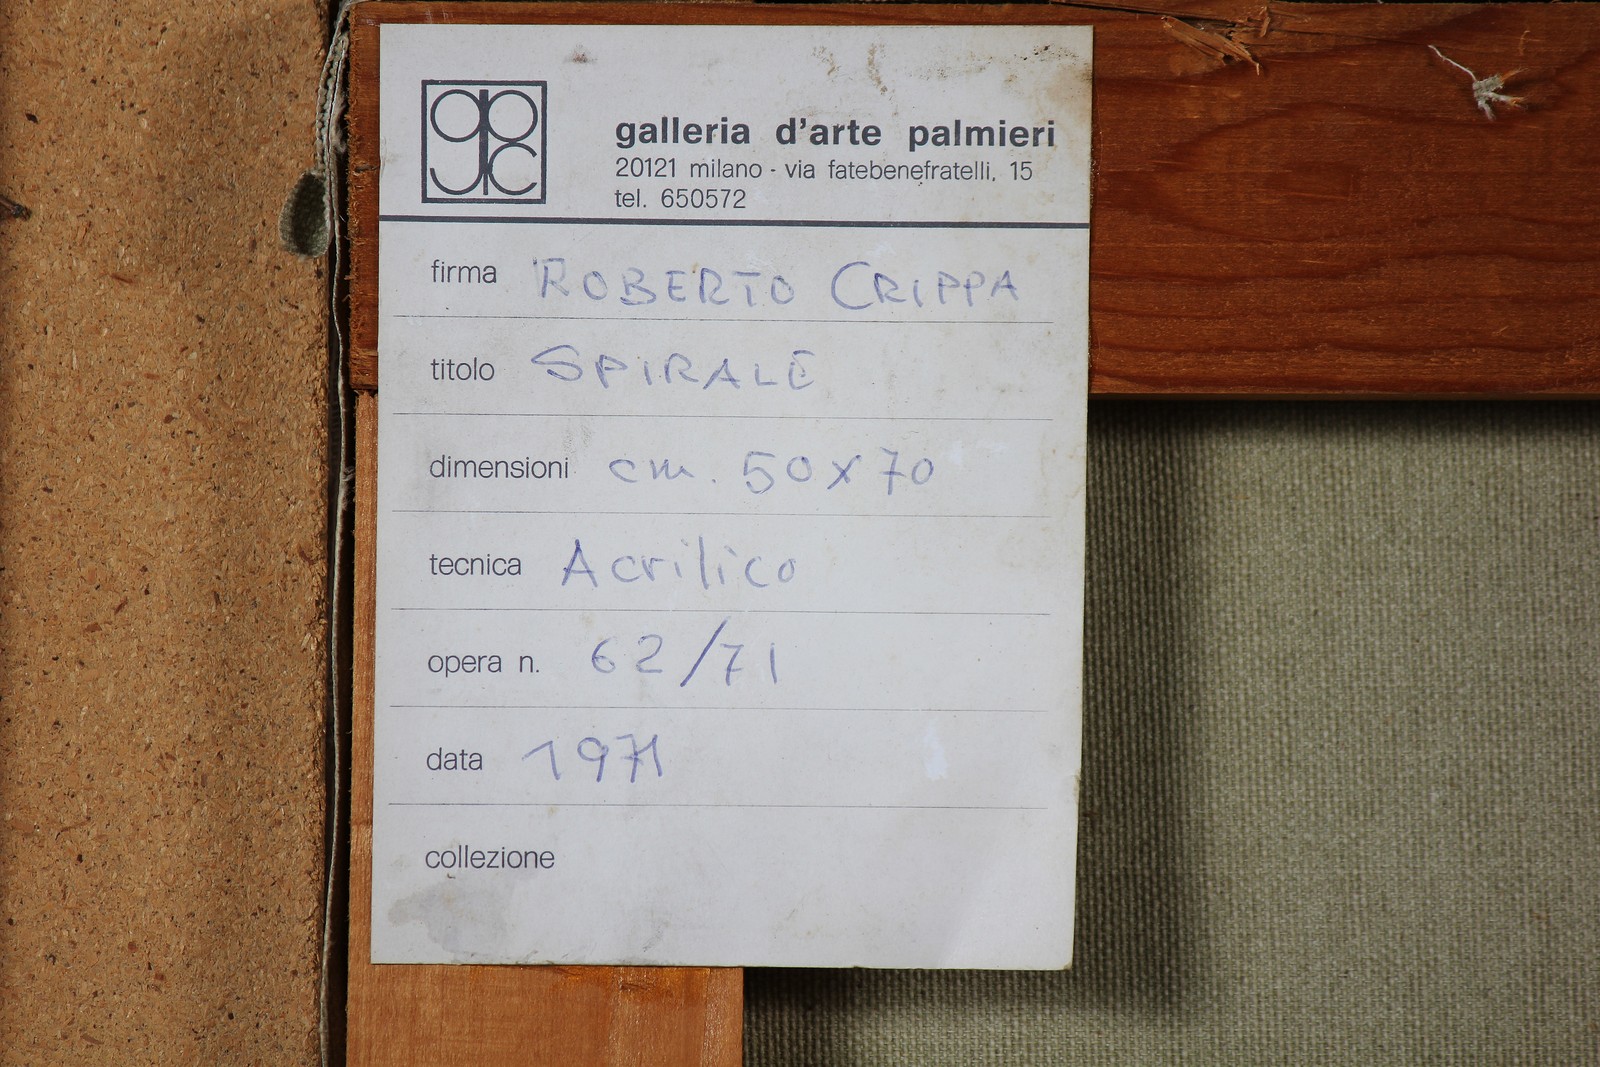 galleria d'arte palmieri
20121 milano - via fatebenefratelli, 15
tel. 650572
firma ROBERTO CRIPPA
titolo SPIRALE
dimensioni cm. 50x70
tecnica Acrilico
opera n. 62/71
data 1971
collezione